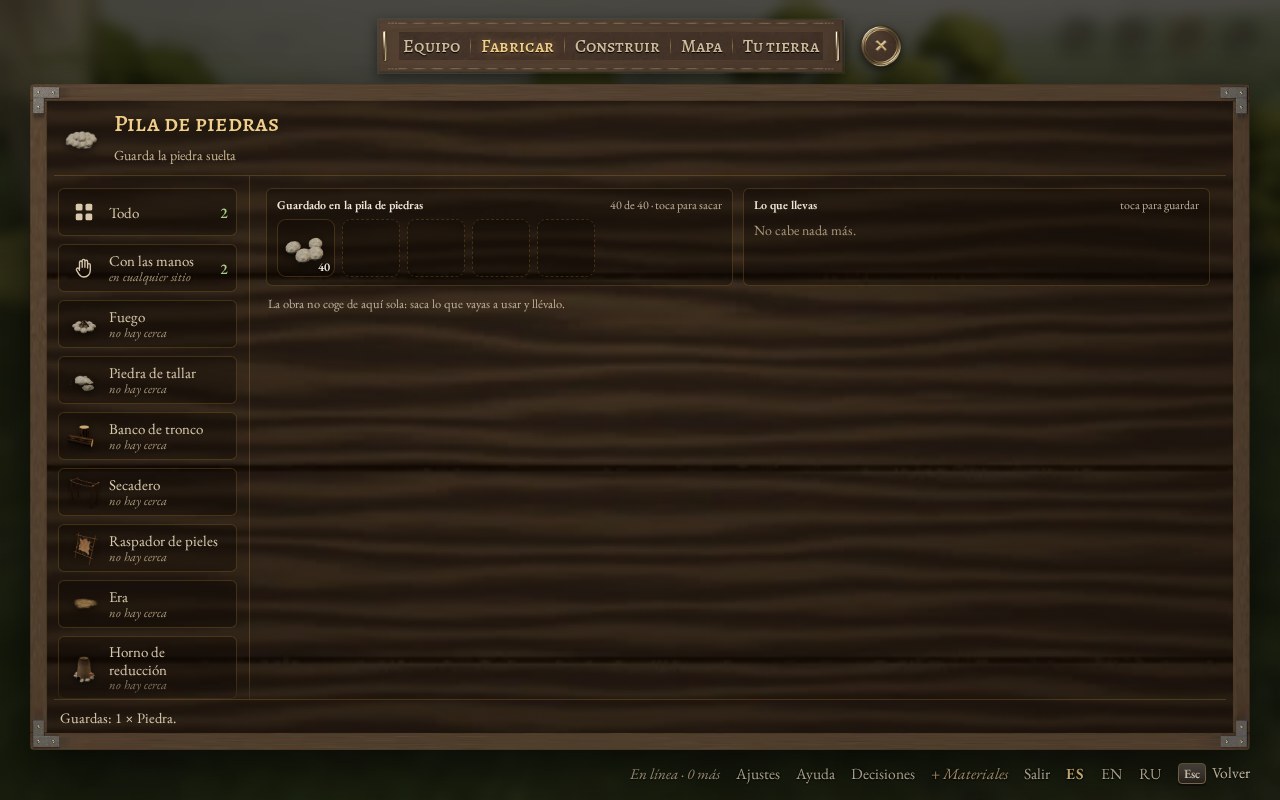 Equipo
Fabricar
Construir
Mapa
Tu tierra
Pila de piedras
Guarda la piedra suelta
Todo 2
Con las manos 2
en cualquier sitio
Fuego
no hay cerca
Piedra de tallar
no hay cerca
Banco de tronco
no hay cerca
Secadero
no hay cerca
Raspador de pieles
no hay cerca
Era
no hay cerca
Horno de
reducción
no hay cerca
Guardado en la pila de piedras 40 de 40 · toca para sacar
40
La obra no coge de aquí sola: saca lo que vayas a usar y llévalo.
Lo que llevas toca para guardar
No cabe nada más.
Guardas: 1 × Piedra.
En línea · 0 más Ajustes Ayuda Decisiones + Materiales Salir ES EN RU Esc Volver